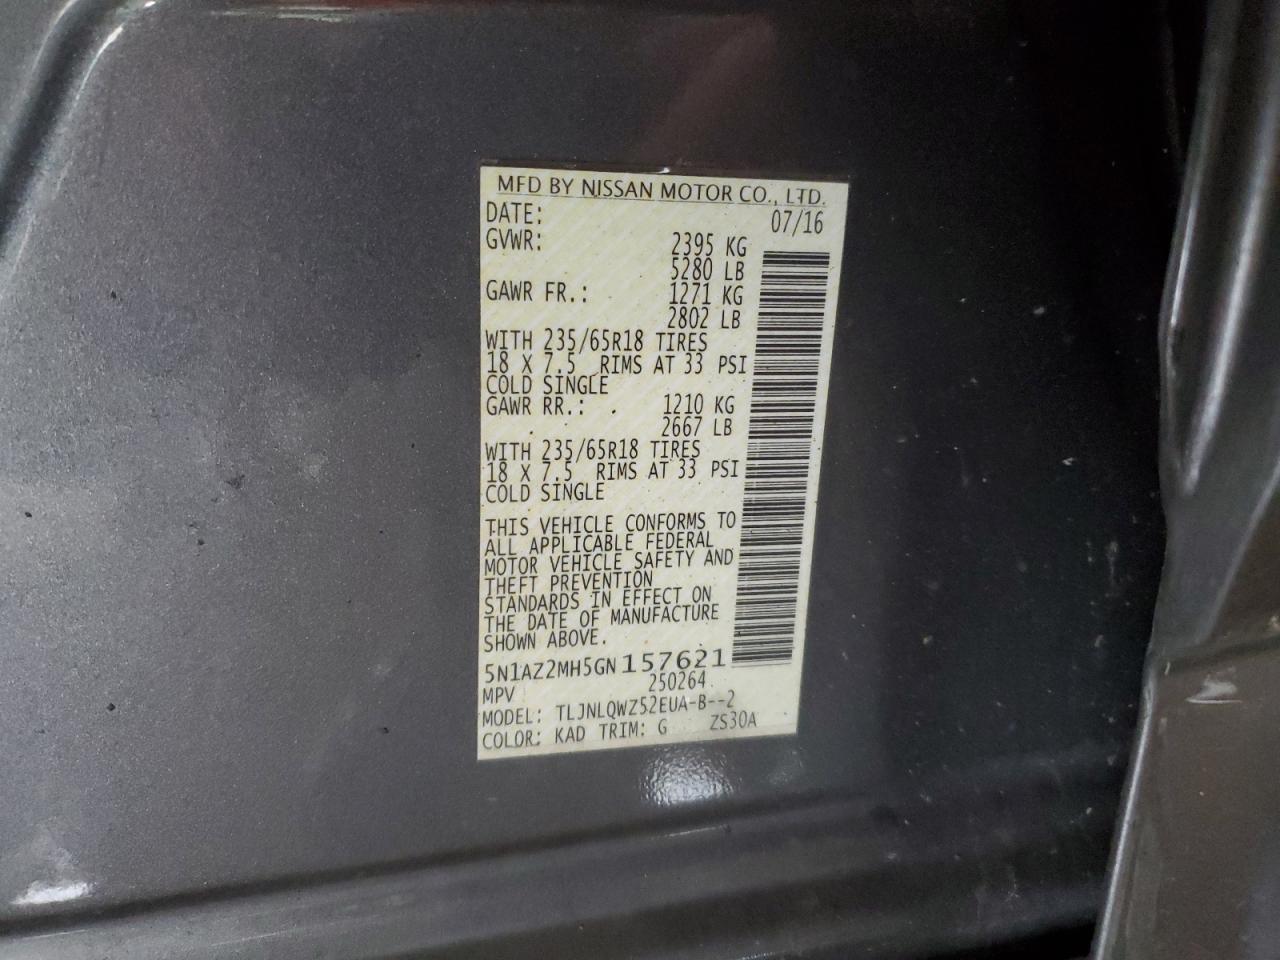 MFD BY NISSAN MOTOR CO., LTD.
DATE: 07/16
GVWR: 2395 KG
5280 LB
GAWR FR.: 1271 KG
2802 LB
WITH 235/65R18 TIRES
18 X 7.5 RIMS AT 33 PSI
COLD SINGLE
GAWR RR.: 1210 KG
2667 LB
WITH 235/65R18 TIRES
18 X 7.5 RIMS AT 33 PSI
COLD SINGLE
THIS VEHICLE CONFORMS TO
ALL APPLICABLE FEDERAL
MOTOR VEHICLE SAFETY AND
THEFT PREVENTION
STANDARDS IN EFFECT ON
THE DATE OF MANUFACTURE
SHOWN ABOVE.
5N1AZ2MH5GN157621
MPV 250264
MODEL: TLJNLQWZ52EUA-B--2
COLOR: KAD TRIM: G ZS30A